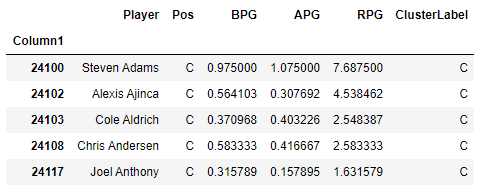 Player Pos BPG APG RPG ClusterLabel
Column1
24100 Steven Adams C 0.975000 1.075000 7.687500 C
24102 Alexis Ajinca C 0.564103 0.307692 4.538462 C
24103 Cole Aldrich C 0.370968 0.403226 2.548387 C
24108 Chris Andersen C 0.583333 0.416667 2.583333 C
24117 Joel Anthony C 0.315789 0.157895 1.631579 C